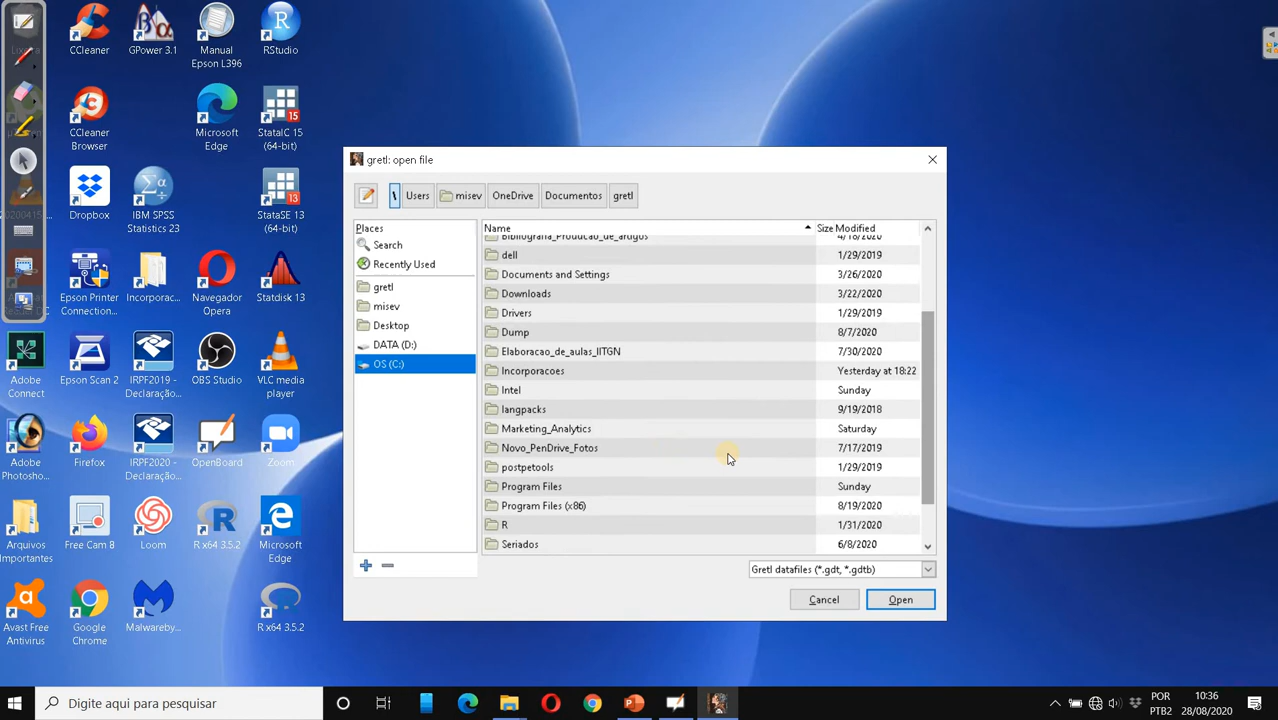 Lixeira
CCleaner
GPower 3.1
Manual
Epson L396
RStudio
CCleaner
Browser
Microsoft
Edge
StataIC 15
(64-bit)
15
Dropbox
IBM SPSS
Statistics 23
StataSE 13
(64-bit)
13
Epson Printer
Connection...
Incorporac...
Navegador
Opera
Statdisk 13
Adobe
Connect
Epson Scan 2
IRPF2019 -
Declaração...
OBS Studio
VLC media
player
Adobe
Photosho...
Firefox
IRPF2020 -
Declaração...
OpenBoard
Zoom
Arquivos
Importantes
Free Cam 8
Loom
R x64 3.5.2
Microsoft
Edge
Avast Free
Antivirus
Google
Chrome
Malwareby...
R x64 3.5.2
gretl: open file
\ Users misev OneDrive Documentos gretl
Places
Search
Recently Used
gretl
misev
Desktop
DATA (D:)
OS (C:)
Name Size Modified
Bibliografia_Producao_de_artigos 4/18/2020
dell 1/29/2019
Documents and Settings 3/26/2020
Downloads 3/22/2020
Drivers 1/29/2019
Dump 8/7/2020
Elaboracao_de_aulas_IITGN 7/30/2020
Incorporacoes Yesterday at 18:22
Intel Sunday
langpacks 9/19/2018
Marketing_Analytics Saturday
Novo_PenDrive_Fotos 7/17/2019
postpetools 1/29/2019
Program Files Sunday
Program Files (x86) 8/19/2020
R 1/31/2020
Seriados 6/8/2020
Gretl datafiles (*.gdt, *.gdtb)
Cancel Open
Digite aqui para pesquisar
POR
PTB2
10:36
28/08/2020